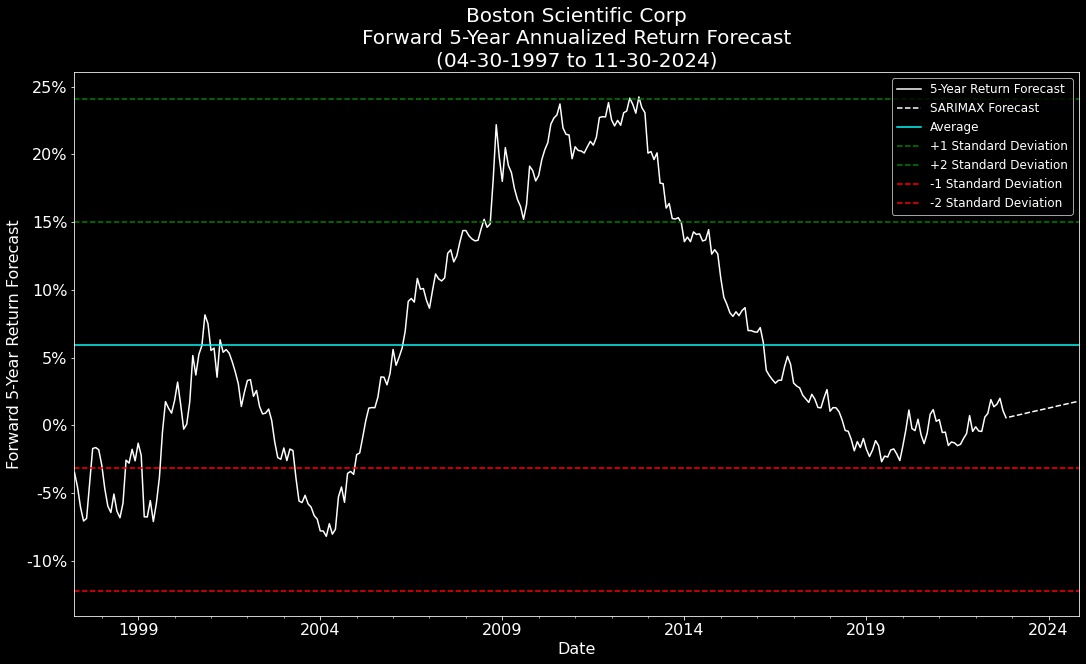 Boston Scientific Corp
Forward 5-Year Annualized Return Forecast
(04-30-1997 to 11-30-2024)
Forward 5-Year Return Forecast
25%
20%
15%
10%
5%
0%
-5%
-10%
5-Year Return Forecast
SARIMAX Forecast
Average
+1 Standard Deviation
+2 Standard Deviation
-1 Standard Deviation
-2 Standard Deviation
1999
2004
2009
2014
2019
2024
Date